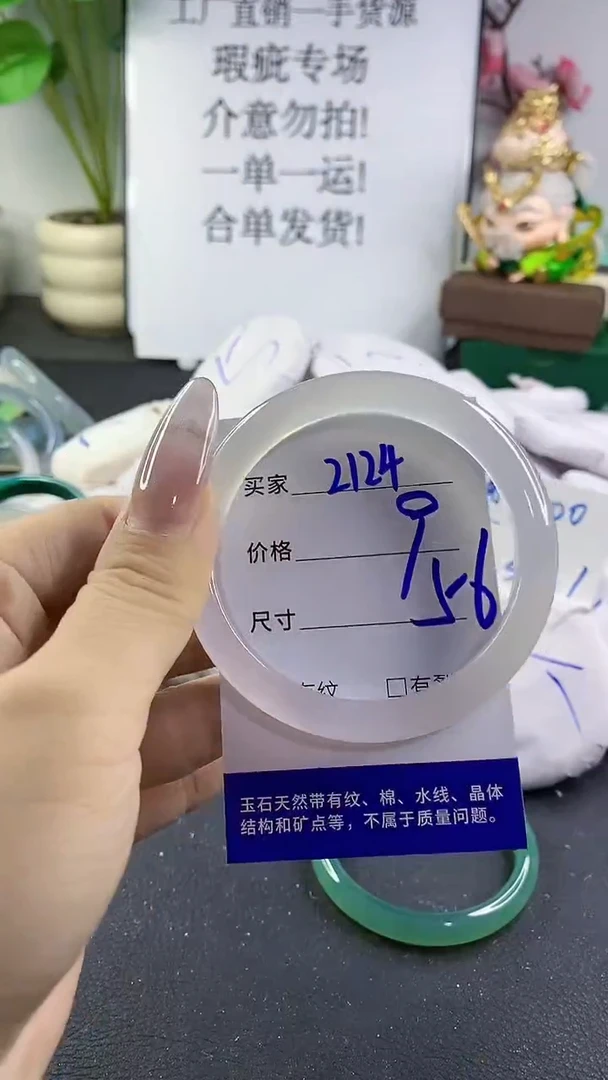 工厂直销一手货源
瑕疵专场
介意勿拍!
一单一运!
合单发货!
买家 2124
价格
尺寸 56
纹 □有裂
玉石天然带有纹、棉、水线、晶体
结构和矿点等，不属于质量问题。